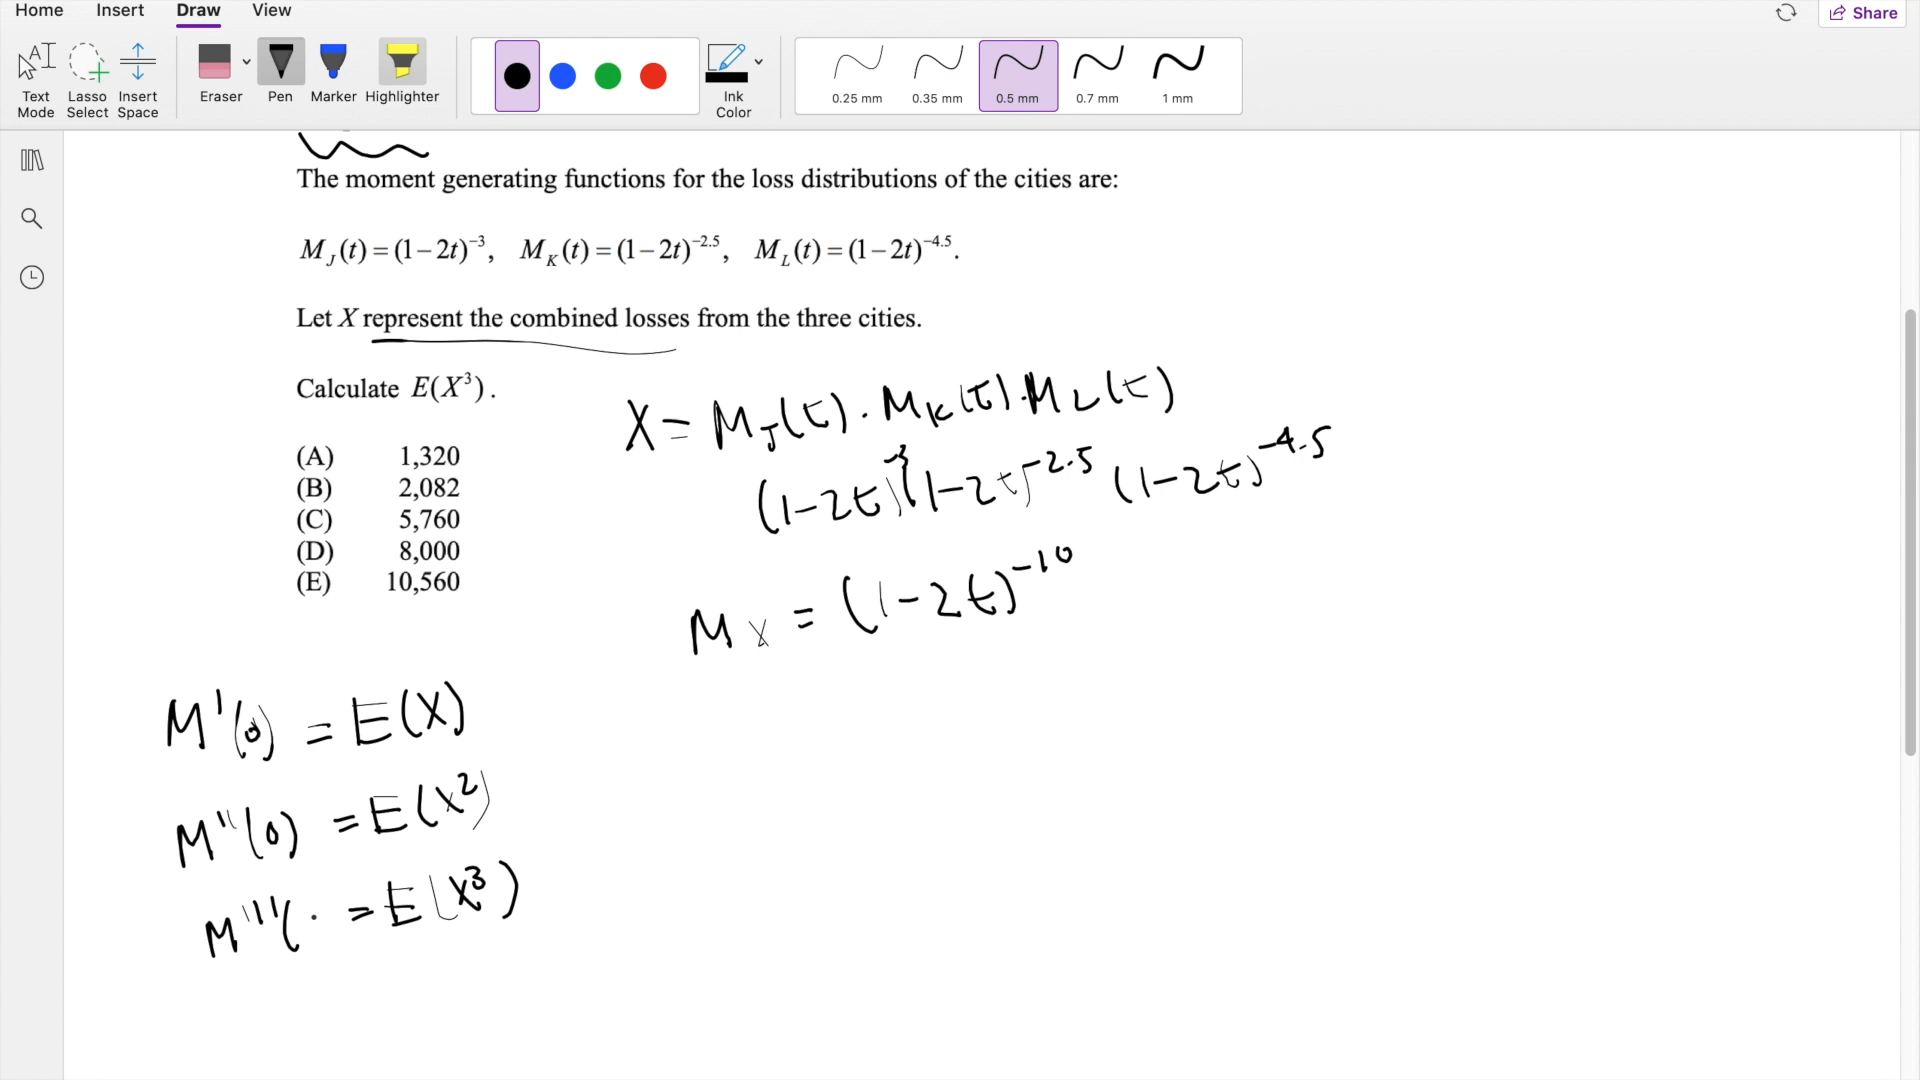 Home Insert Draw View Share
Text Mode Lasso Select Insert Space Eraser Pen Marker Highlighter Ink Color 0.25 mm 0.35 mm 0.5 mm 0.7 mm 1 mm
The moment generating functions for the loss distributions of the cities are:
M_J(t) = (1−2t)^−3, M_K(t) = (1−2t)^−2.5, M_L(t) = (1−2t)^−4.5.
Let X represent the combined losses from the three cities.
Calculate E(X^3).
X = M_J(t) · M_K(t) · M_L(t)
(A) 1,320
(B) 2,082
(C) 5,760
(D) 8,000
(E) 10,560
(1−2t)^−3 (1−2t)^−2.5 (1−2t)^−4.5
M_X = (1−2t)^−10
M'(0) = E(X)
M''(0) = E(X^2)
M'''( = E(X^3)